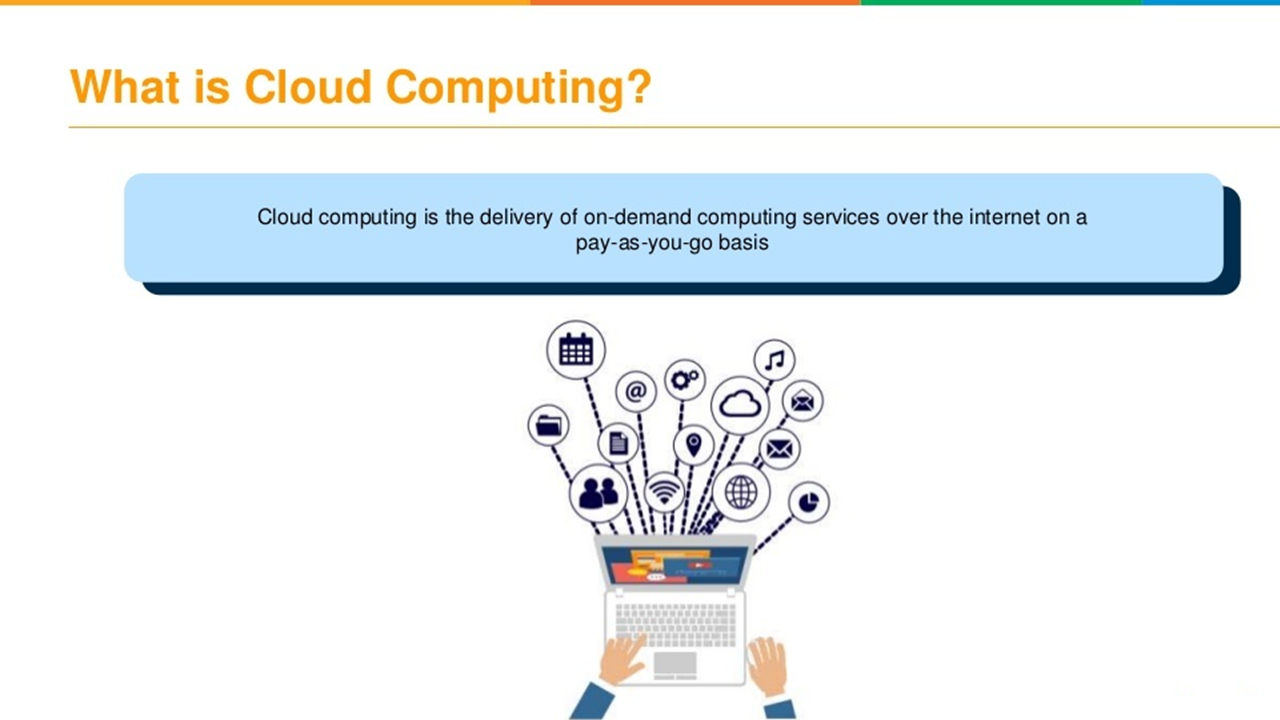 What is Cloud Computing?
Cloud computing is the delivery of on-demand computing services over the internet on a
pay-as-you-go basis
@